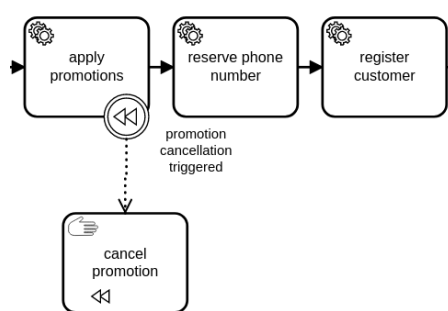 apply
promotions
reserve phone
number
register
customer
promotion
cancellation
triggered
cancel
promotion